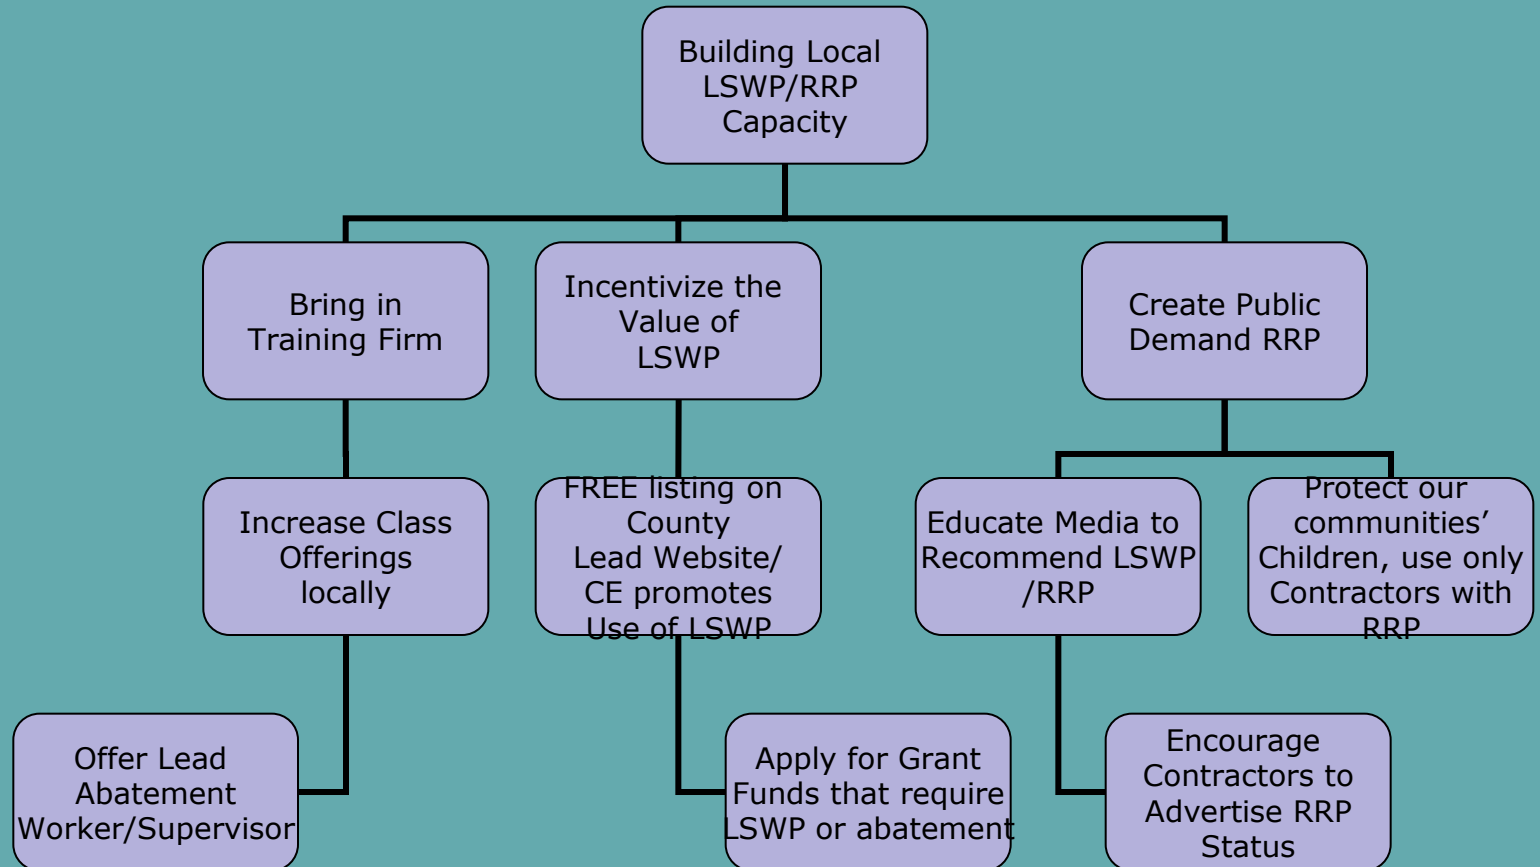 Building Local
LSWP/RRP
Capacity
Bring in
Training Firm
Incentivize the
Value of
LSWP
Create Public
Demand RRP
Increase Class
Offerings
locally
FREE listing on
County
Lead Website/
CE promotes
Use of LSWP
Educate Media to
Recommend LSWP
/RRP
Protect our
communities’
Children, use only
Contractors with
RRP
Offer Lead
Abatement
Worker/Supervisor
Apply for Grant
Funds that require
LSWP or abatement
Encourage
Contractors to
Advertise RRP
Status